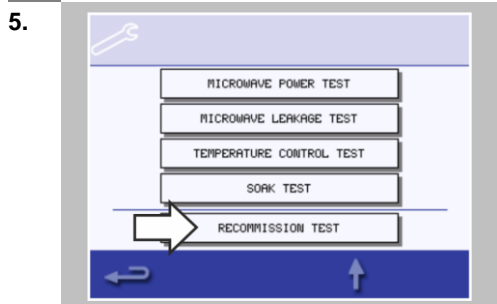 5.
MICROWAVE POWER TEST
MICROWAVE LEAKAGE TEST
TEMPERATURE CONTROL TEST
SOAK TEST
RECOMMISSION TEST